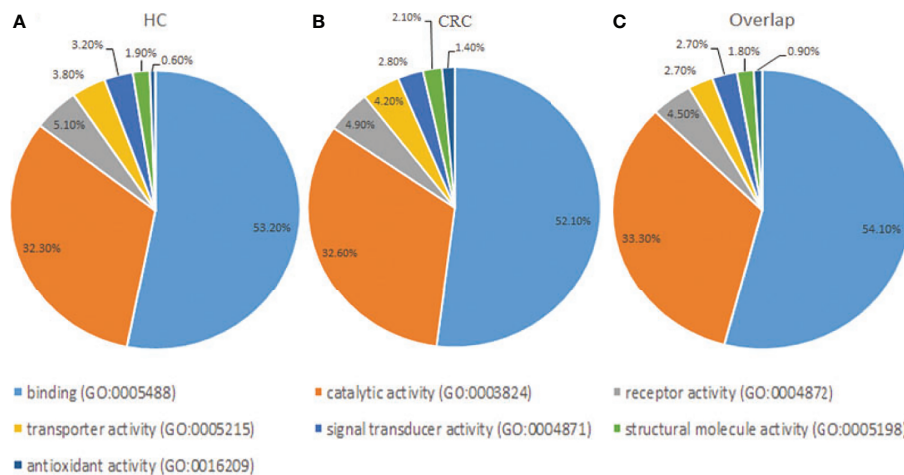 A HC
B CRC
C Overlap
3.20%
1.90%
0.60%
3.80%
5.10%
32.30%
53.20%
2.10%
1.40%
2.80%
4.20%
4.90%
32.60%
52.10%
2.70%
1.80%
0.90%
2.70%
4.50%
33.30%
54.10%
binding (GO:0005488)
catalytic activity (GO:0003824)
receptor activity (GO:0004872)
transporter activity (GO:0005215)
signal transducer activity (GO:0004871)
structural molecule activity (GO:0005198)
antioxidant activity (GO:0016209)